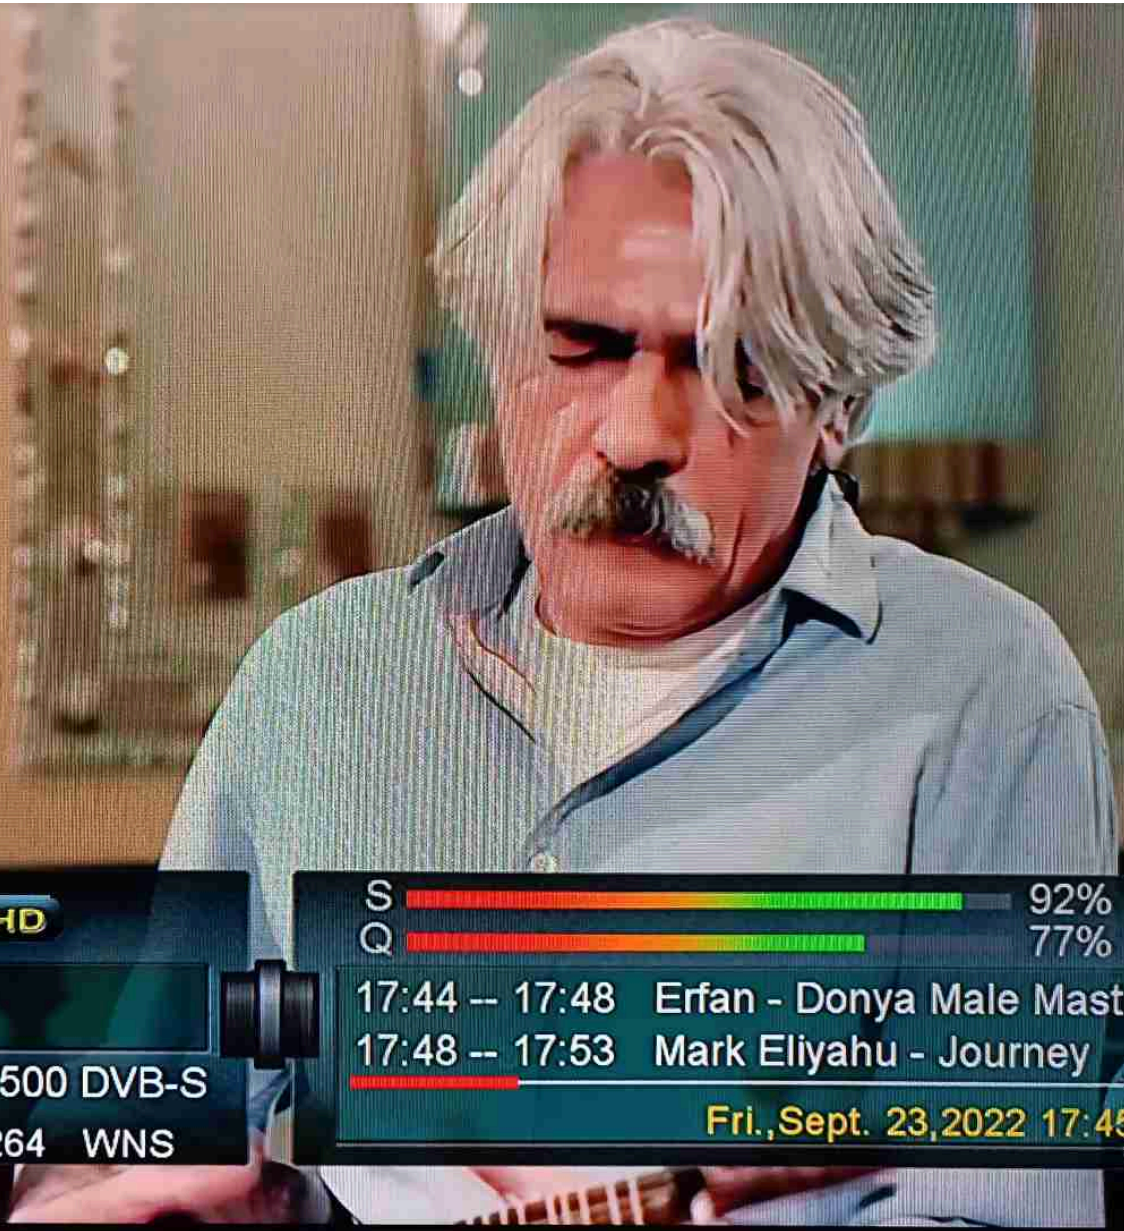 HD
S 92%
Q 77%
17:44 -- 17:48 Erfan - Donya Male Mast
17:48 -- 17:53 Mark Eliyahu - Journey
500 DVB-S
Fri.,Sept. 23,2022 17:45
264 WNS